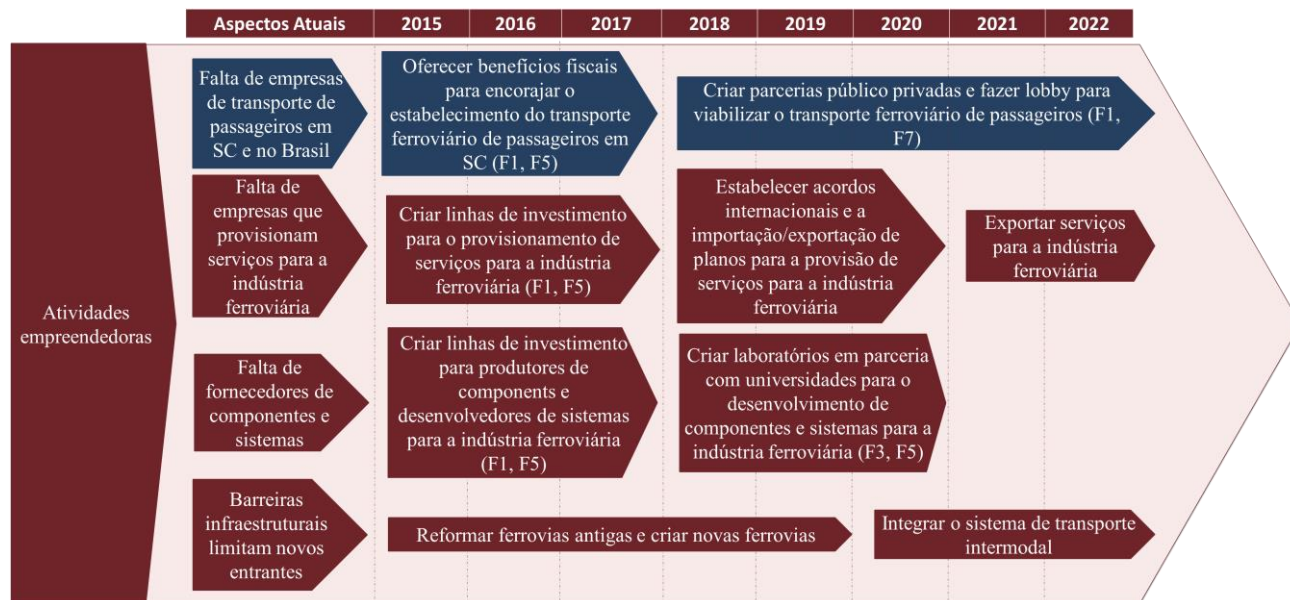 Aspectos Atuais 2015 2016 2017 2018 2019 2020 2021 2022
Atividades
empreendedoras
Falta de empresas
de transporte de
passageiros em
SC e no Brasil
Oferecer benefícios fiscais
para encorajar o
estabelecimento do transporte
ferroviário de passageiros em
SC (F1, F5)
Criar parcerias público privadas e fazer lobby para
viabilizar o transporte ferroviário de passageiros (F1,
F7)
Falta de
empresas que
provisionam
serviços para a
indústria
ferroviária
Criar linhas de investimento
para o provisionamento de
serviços para a indústria
ferroviária (F1, F5)
Estabelecer acordos
internacionais e a
importação/exportação de
planos para a provisão de
serviços para a indústria
ferroviária
Exportar serviços
para a indústria
ferroviária
Falta de
fornecedores de
componentes e
sistemas
Criar linhas de investimento
para produtores de
components e
desenvolvedores de sistemas
para a indústria ferroviária
(F1, F5)
Criar laboratórios em parceria
com universidades para o
desenvolvimento de
componentes e sistemas para a
indústria ferroviária (F3, F5)
Barreiras
infraestruturais
limitam novos
entrantes
Reformar ferrovias antigas e criar novas ferrovias
Integrar o sistema de transporte
intermodal